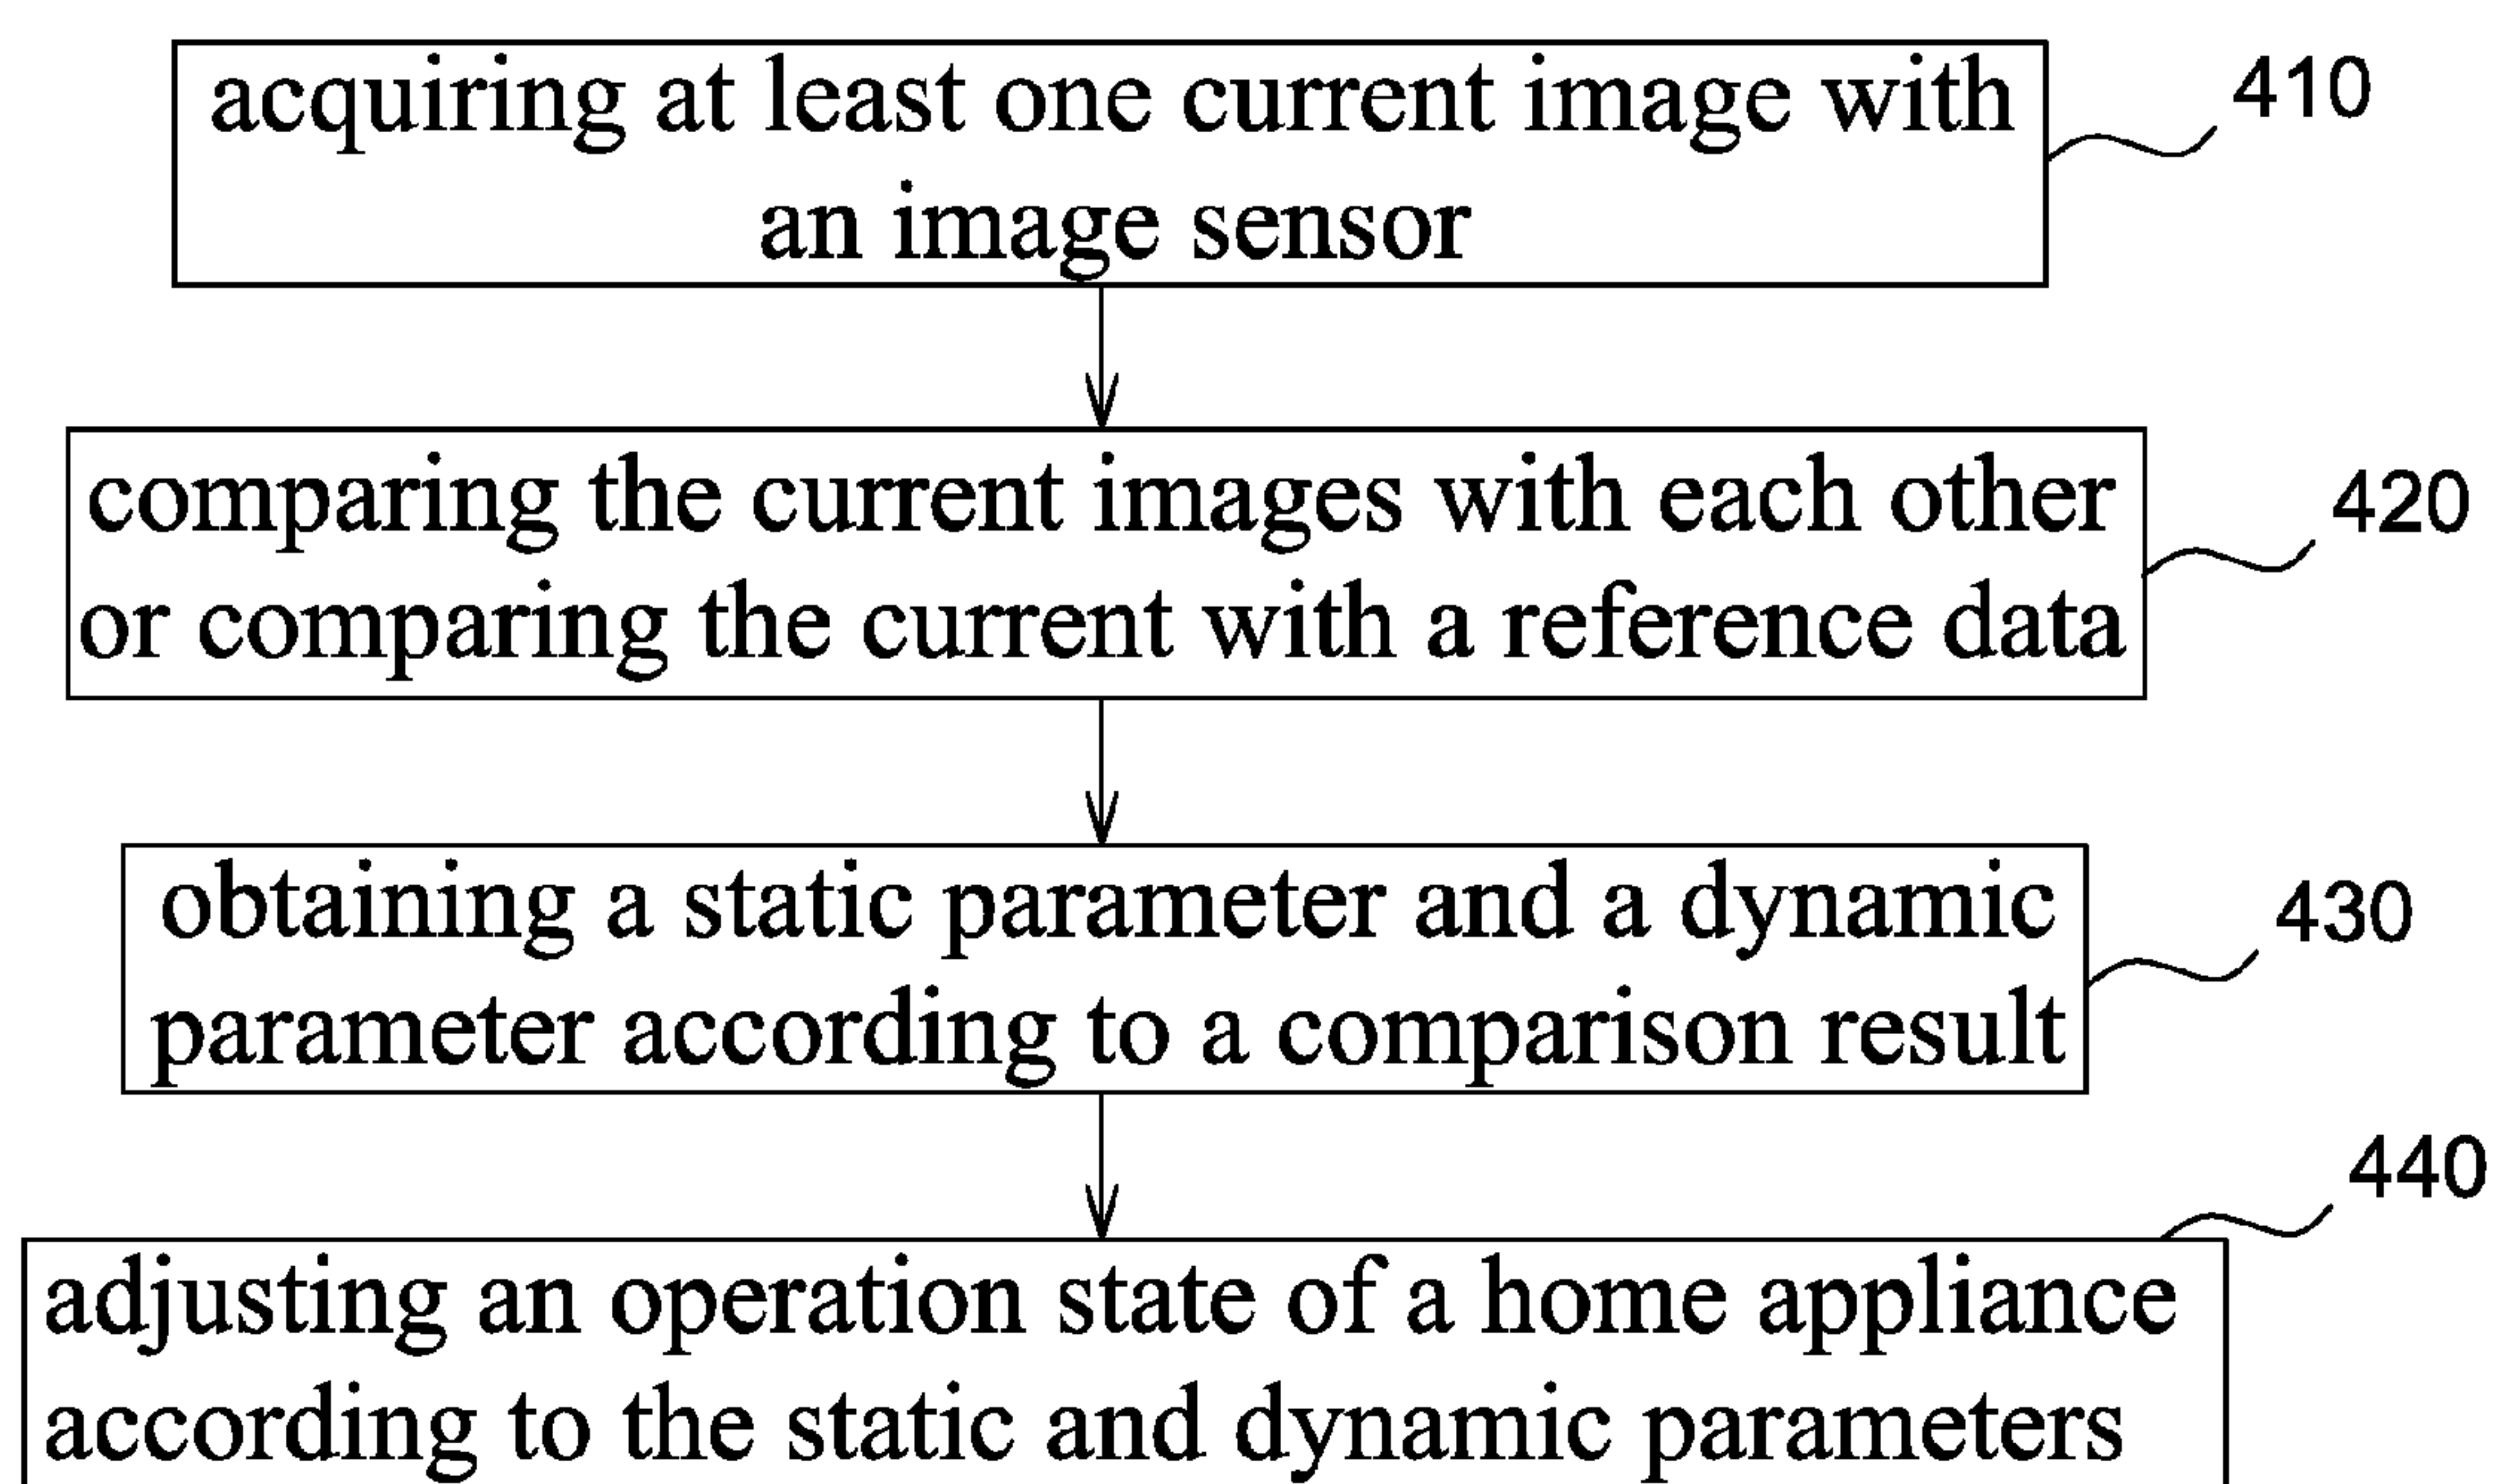 acquiring at least one current image with
an image sensor
410
comparing the current images with each other
or comparing the current with a reference data
420
obtaining a static parameter and a dynamic
parameter according to a comparison result
430
440
adjusting an operation state of a home appliance
according to the static and dynamic parameters